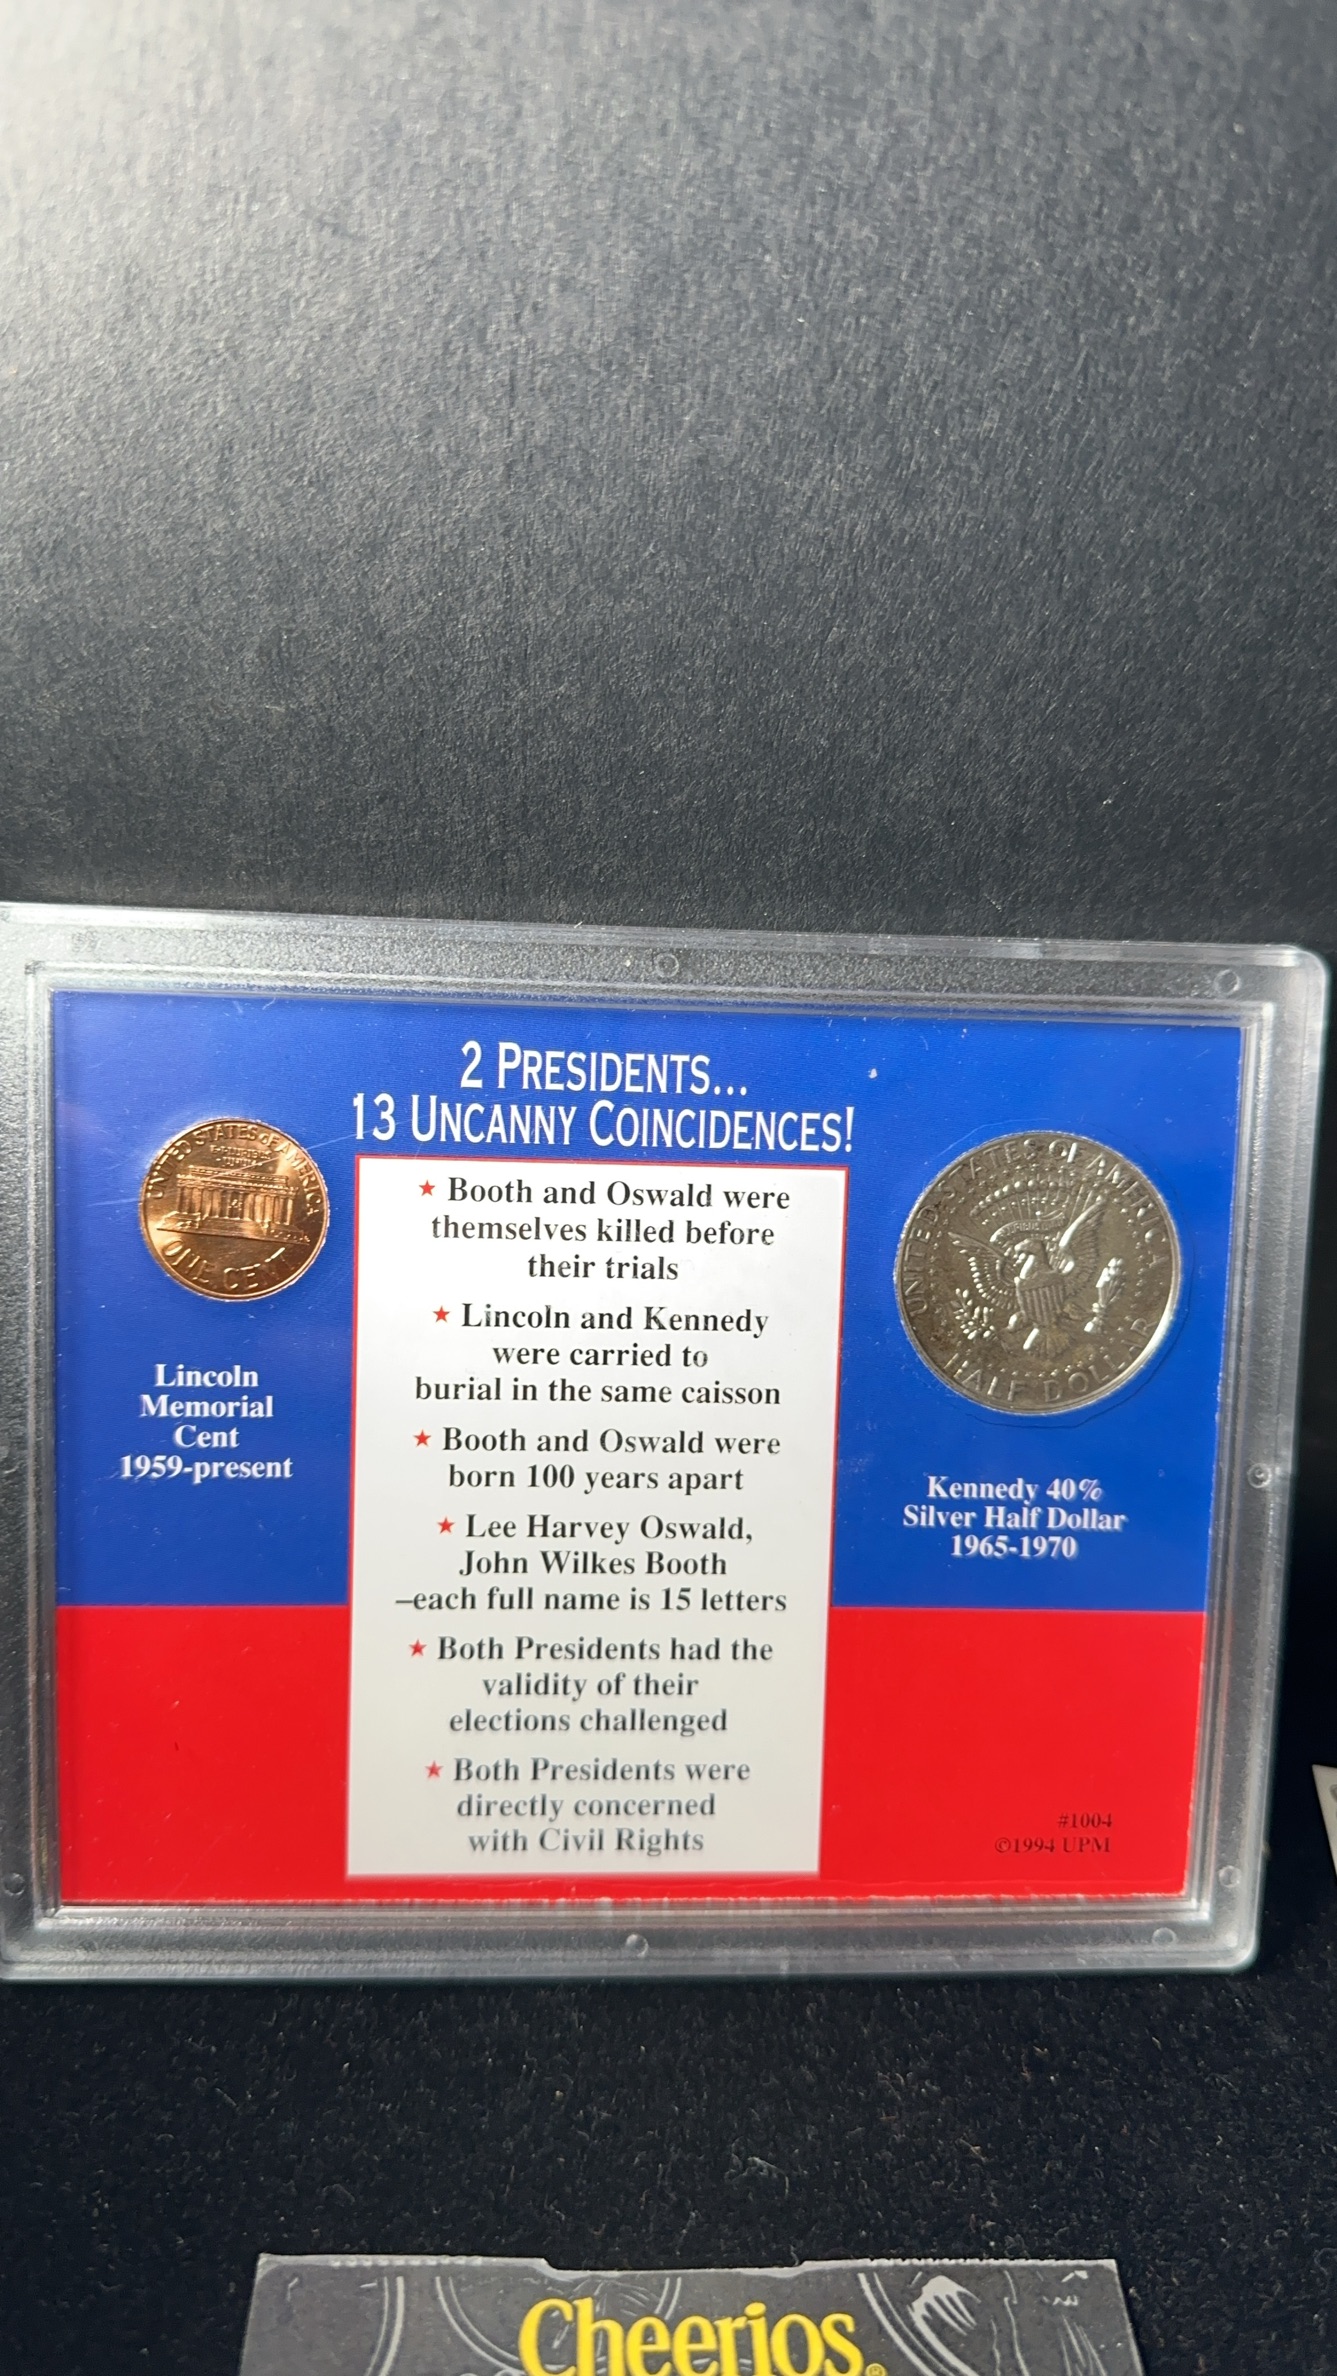 2 PRESIDENTS...
13 UNCANNY COINCIDENCES!
UNITED STATES OF AMERICA
ONE CENT
Lincoln
Memorial
Cent
1959-present
★ Booth and Oswald were
themselves killed before
their trials
★ Lincoln and Kennedy
were carried to
burial in the same caisson
★ Booth and Oswald were
born 100 years apart
★ Lee Harvey Oswald,
John Wilkes Booth
–each full name is 15 letters
★ Both Presidents had the
validity of their
elections challenged
★ Both Presidents were
directly concerned
with Civil Rights
UNITED STATES OF AMERICA
HALF DOLLAR
Kennedy 40%
Silver Half Dollar
1965-1970
#1004
©1994 UPM
Cheerios®